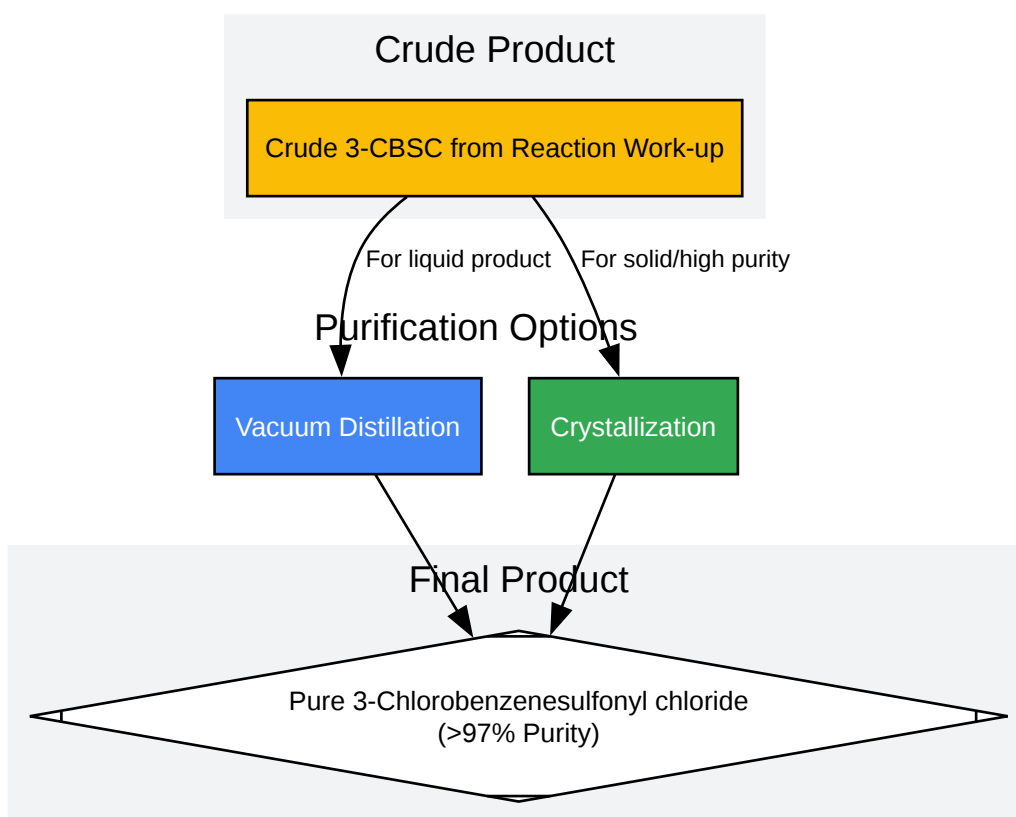 Crude Product
Crude 3-CBSC from Reaction Work-up
For liquid product
For solid/high purity
Purification Options
Vacuum Distillation
Crystallization
Final Product
Pure 3-Chlorobenzenesulfonyl chloride
(>97% Purity)